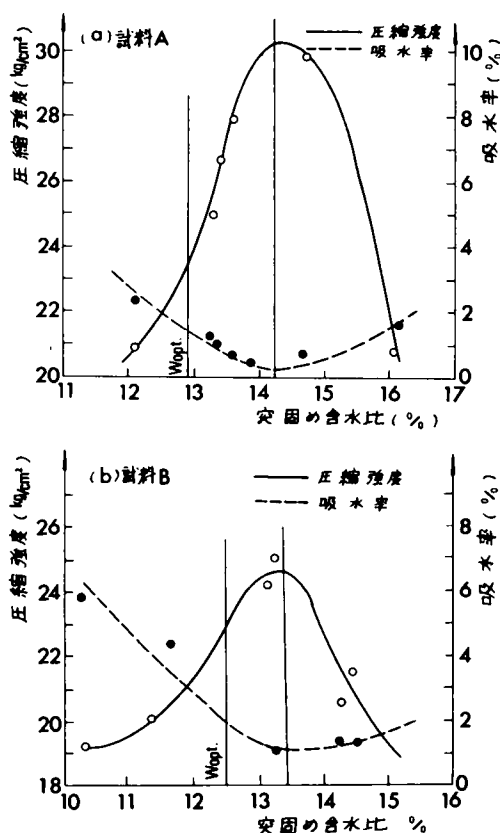 (a)試料A
圧縮強度
吸水率
圧縮強度(kg/cm²)
30
28
26
24
22
20
吸水率(%)
10
8
6
4
2
0
Wopt.
11 12 13 14 15 16 17
突固め含水比(%)
(b)試料B
圧縮強度
吸水率
圧縮強度(kg/cm²)
26
24
22
20
18
吸水率(%)
8
6
4
2
0
Wopt.
10 11 12 13 14 15 16
突固め含水比 %